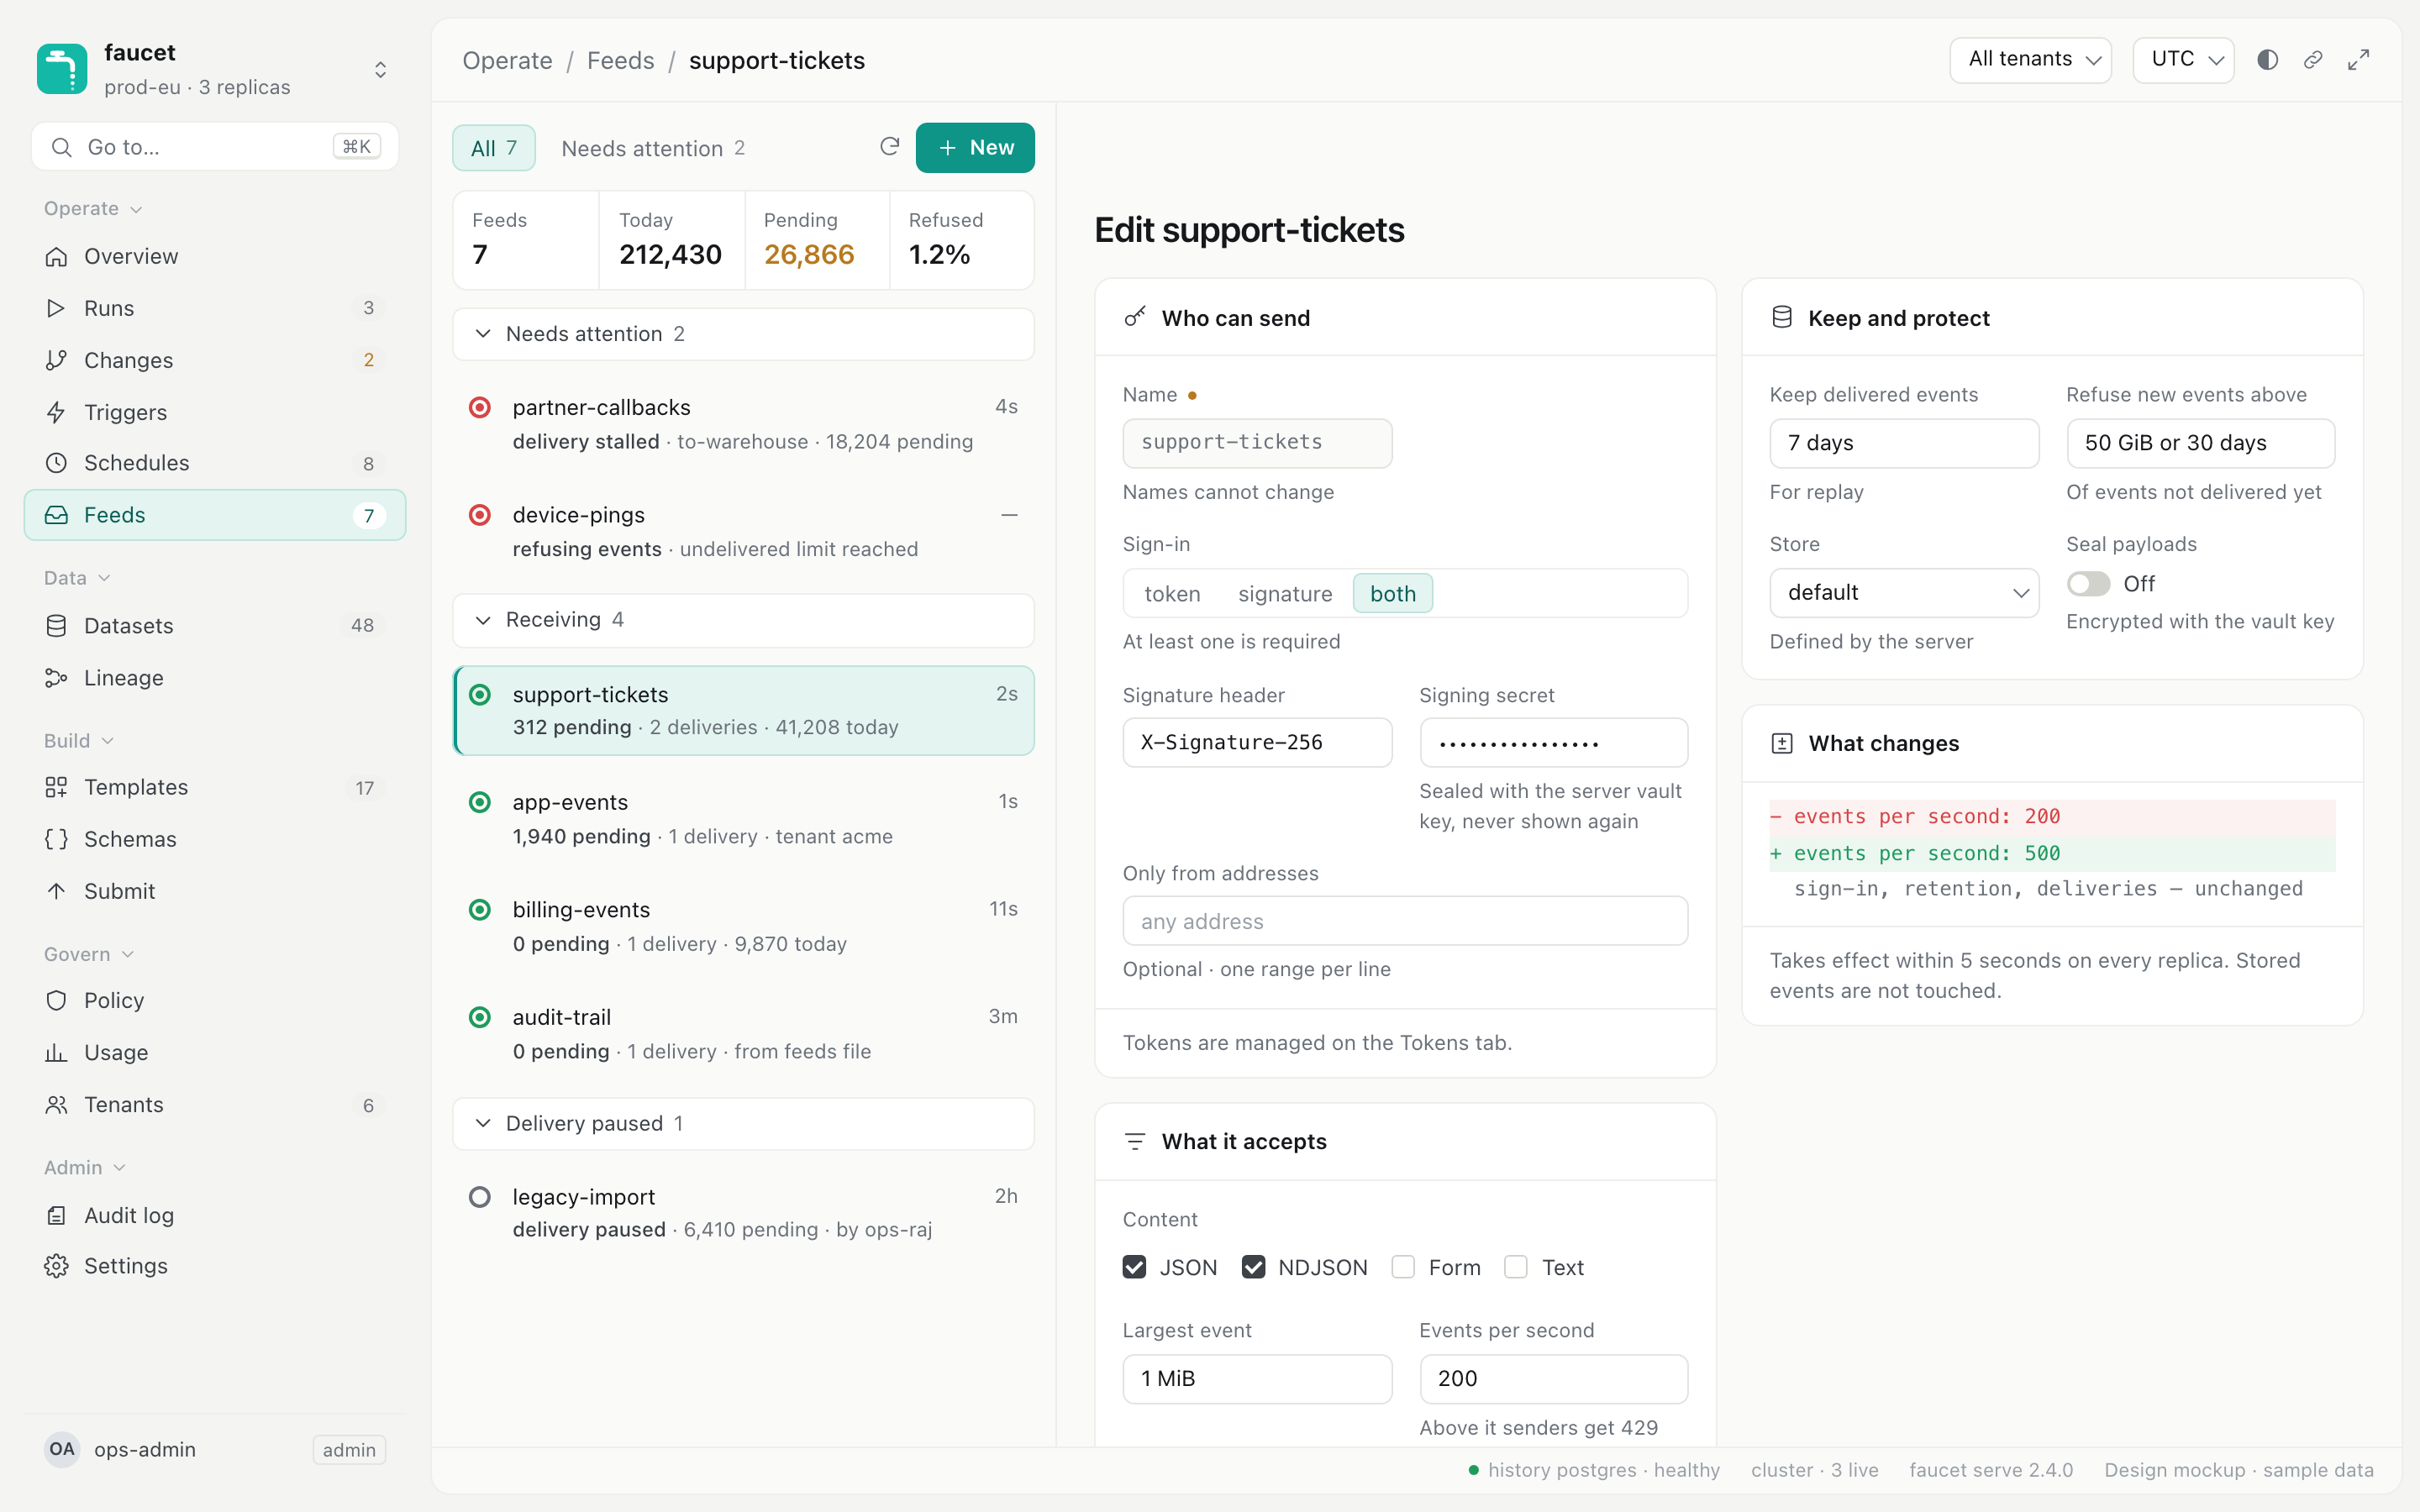 faucet
prod-eu · 3 replicas
Go to... ⌘K
Operate
Overview
Runs 3
Changes 2
Triggers
Schedules 8
Feeds 7
Data
Datasets 48
Lineage
Build
Templates 17
Schemas
Submit
Govern
Policy
Usage
Tenants 6
Admin
Audit log
Settings
OA ops-admin admin
Operate / Feeds / support-tickets
All tenants
UTC
All 7
Needs attention 2
+ New
Feeds
7
Today
212,430
Pending
26,866
Refused
1.2%
Needs attention 2
partner-callbacks 4s
delivery stalled · to-warehouse · 18,204 pending
device-pings —
refusing events · undelivered limit reached
Receiving 4
support-tickets 2s
312 pending · 2 deliveries · 41,208 today
app-events 1s
1,940 pending · 1 delivery · tenant acme
billing-events 11s
0 pending · 1 delivery · 9,870 today
audit-trail 3m
0 pending · 1 delivery · from feeds file
Delivery paused 1
legacy-import 2h
delivery paused · 6,410 pending · by ops-raj
Edit support-tickets
Who can send
Name
support-tickets
Names cannot change
Sign-in
token signature both
At least one is required
Signature header
X-Signature-256
Signing secret
••••••••••••••••
Sealed with the server vault
key, never shown again
Only from addresses
any address
Optional · one range per line
Tokens are managed on the Tokens tab.
What it accepts
Content
JSON NDJSON Form Text
Largest event
1 MiB
Events per second
200
Above it senders get 429
Keep and protect
Keep delivered events
7 days
For replay
Refuse new events above
50 GiB or 30 days
Of events not delivered yet
Store
default
Defined by the server
Seal payloads
Off
Encrypted with the vault key
What changes
− events per second: 200
+ events per second: 500
sign-in, retention, deliveries — unchanged
Takes effect within 5 seconds on every replica. Stored
events are not touched.
history postgres · healthy cluster · 3 live faucet serve 2.4.0 Design mockup · sample data